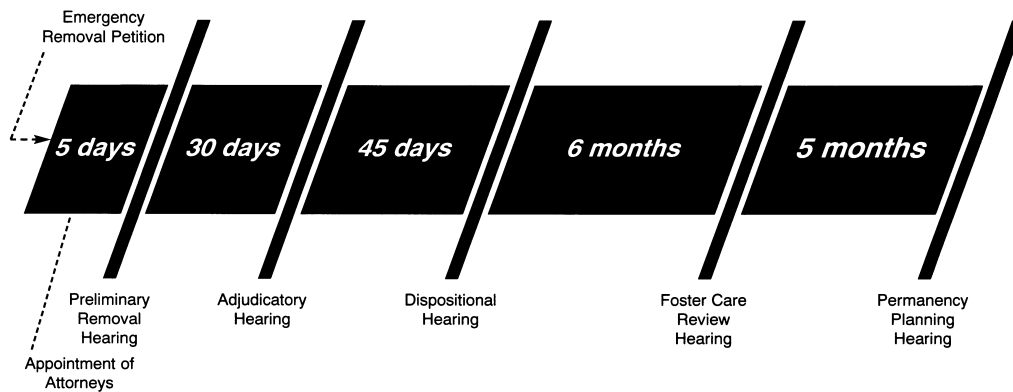 Emergency
Removal Petition
5 days
30 days
45 days
6 months
5 months
Preliminary
Removal
Hearing
Adjudicatory
Hearing
Dispositional
Hearing
Foster Care
Review
Hearing
Permanency
Planning
Hearing
Appointment of
Attorneys